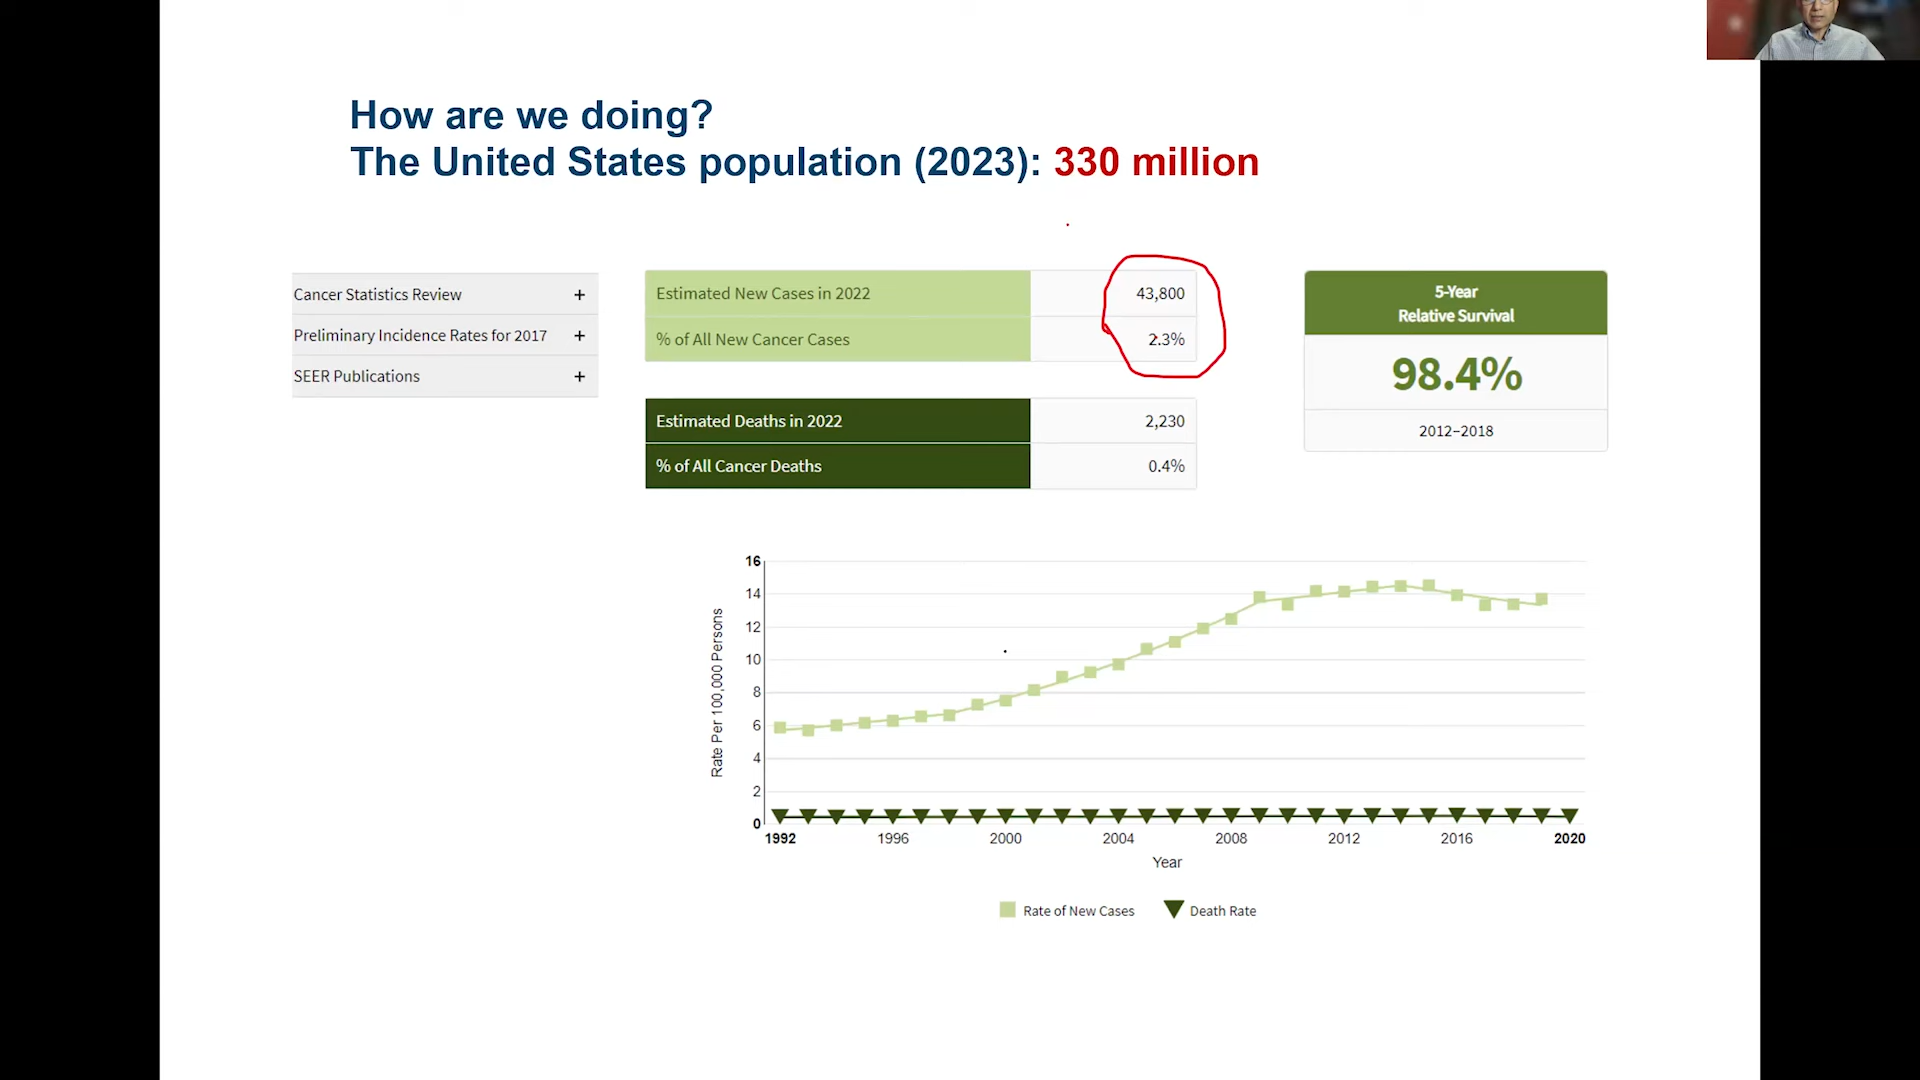 How are we doing?
The United States population (2023): 330 million
Cancer Statistics Review +
Preliminary Incidence Rates for 2017 +
SEER Publications +
Estimated New Cases in 2022 43,800
% of All New Cancer Cases 2.3%
Estimated Deaths in 2022 2,230
% of All Cancer Deaths 0.4%
5-Year
Relative Survival
98.4%
2012–2018
16
14
12
10
8
6
4
2
0
Rate Per 100,000 Persons
1992 1996 2000 2004 2008 2012 2016 2020
Year
Rate of New Cases Death Rate